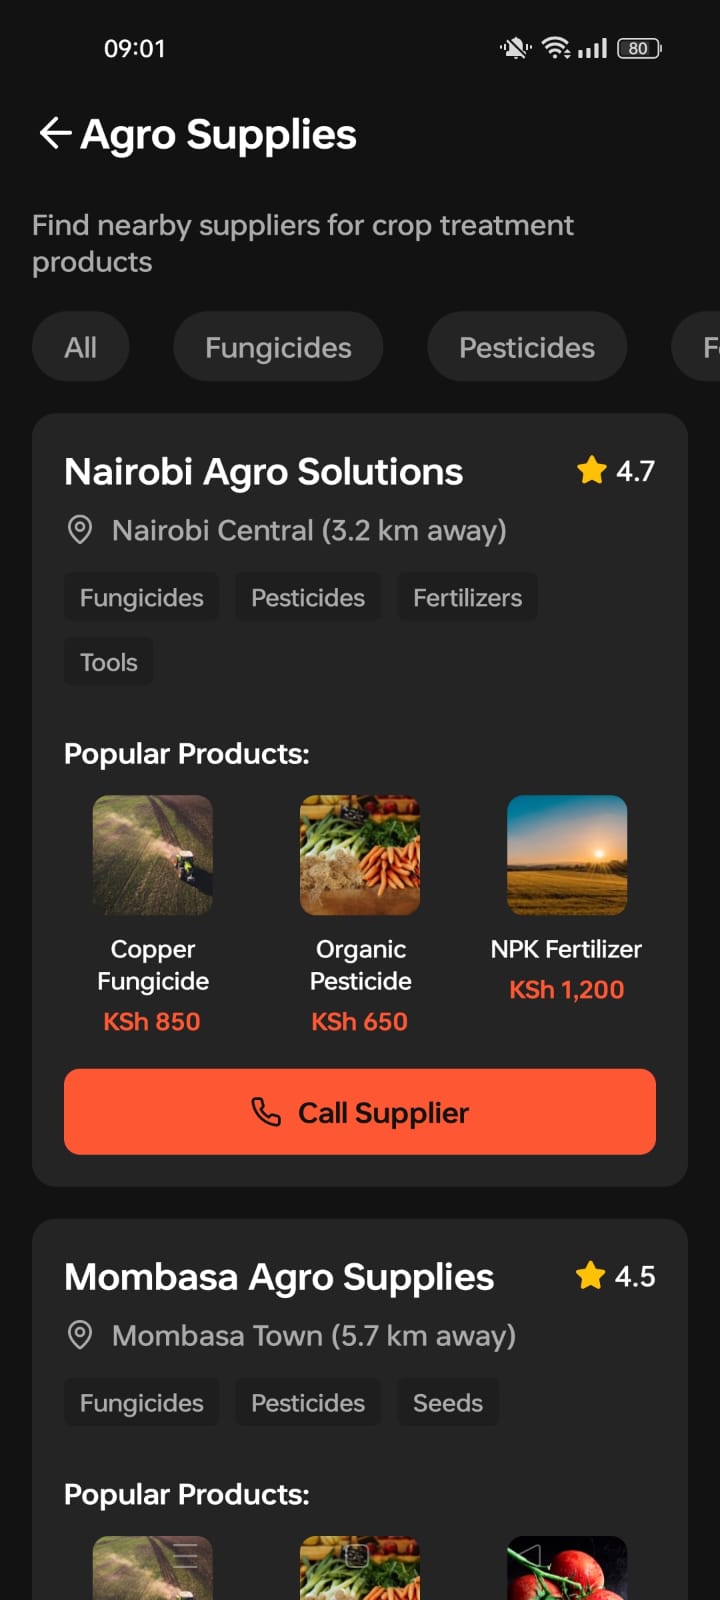 09:01
80
Agro Supplies
Find nearby suppliers for crop treatment
products
All Fungicides Pesticides F
Nairobi Agro Solutions 4.7
Nairobi Central (3.2 km away)
Fungicides Pesticides Fertilizers
Tools
Popular Products:
Copper Organic NPK Fertilizer
Fungicide Pesticide KSh 1,200
KSh 850 KSh 650
Call Supplier
Mombasa Agro Supplies 4.5
Mombasa Town (5.7 km away)
Fungicides Pesticides Seeds
Popular Products: